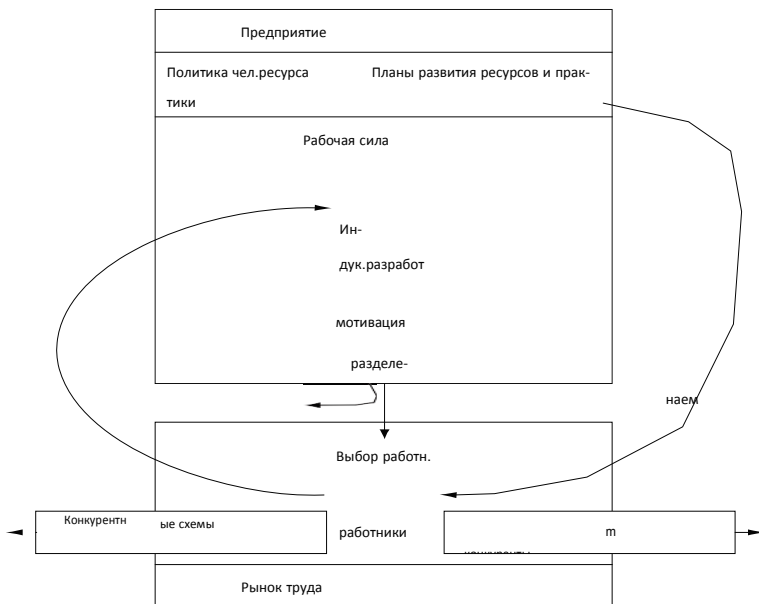 Предприятие
Политика чел.ресурса Планы развития ресурсов и прак-
тики
Рабочая сила
Ин-
дук.разработ
мотивация
разделе-
наем
Выбор работн.
Конкурентн ые схемы
работники
m
Рынок труда